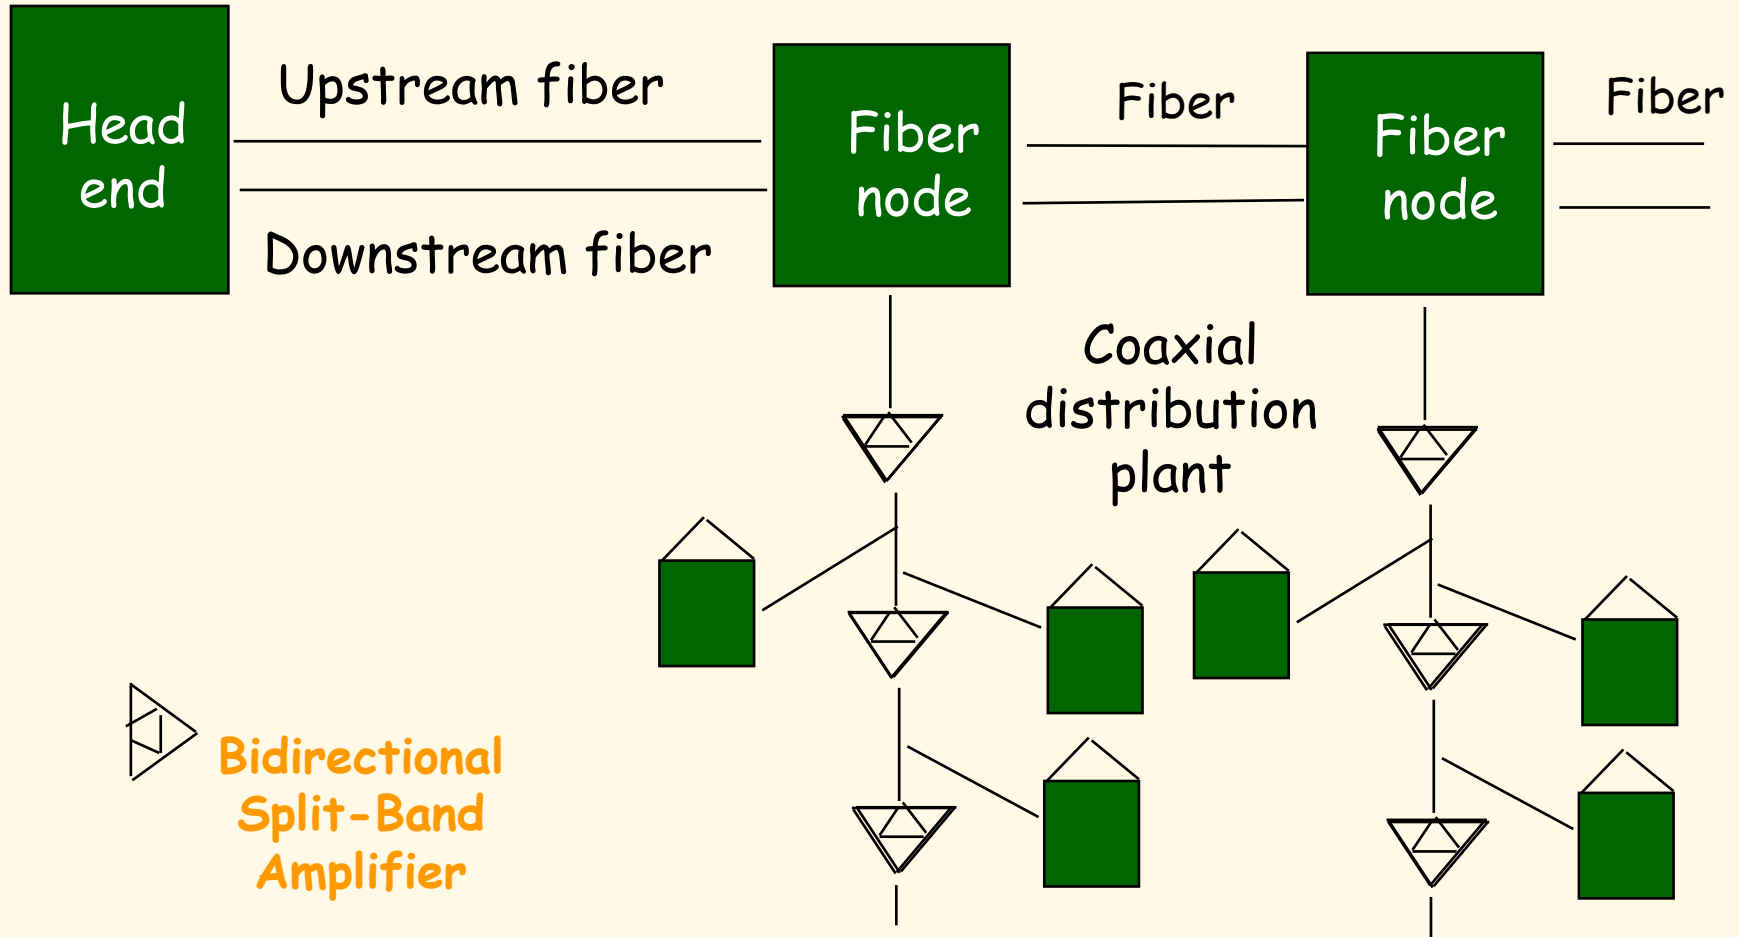 Head
end
Upstream fiber
Downstream fiber
Fiber
node
Fiber
Fiber
node
Fiber
Coaxial
distribution
plant
Bidirectional
Split-Band
Amplifier